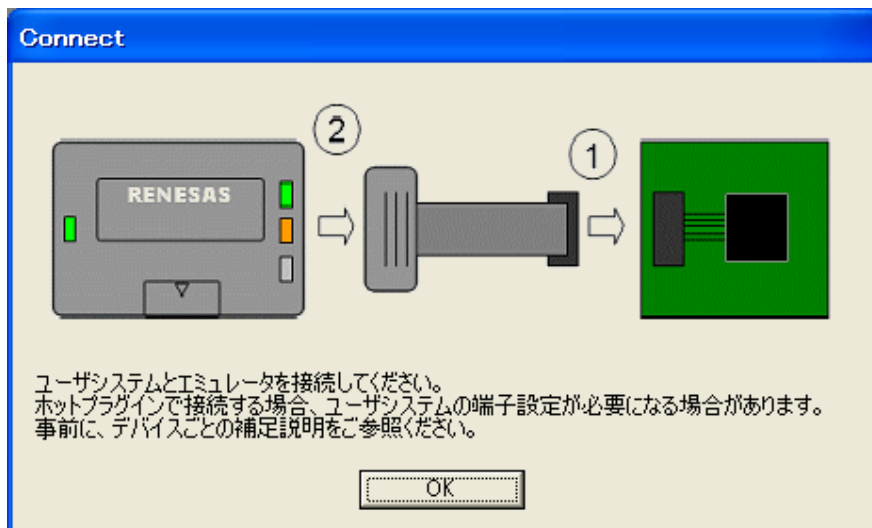 Connect
②
①
RENESAS
ユーザシステムとエミュレータを接続してください。
ホットプラグインで接続する場合、ユーザシステムの端子設定が必要になる場合があります。
事前に、デバイスごとの補足説明をご参照ください。
OK